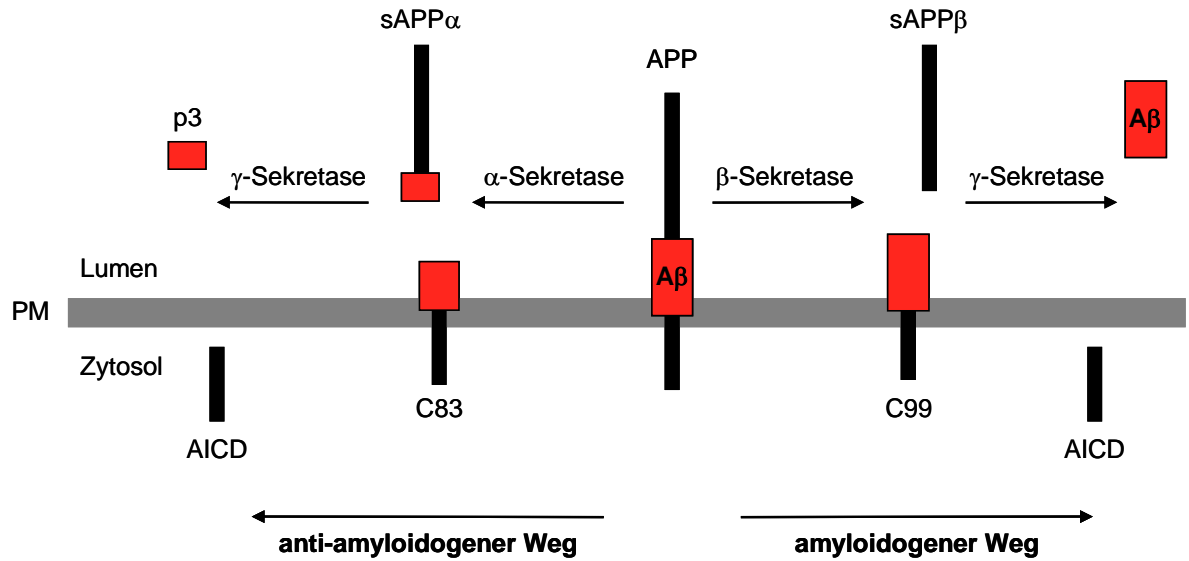 sAPPα
sAPPβ
APP
p3
Aβ
γ-Sekretase
α-Sekretase
β-Sekretase
γ-Sekretase
Lumen
Aβ
PM
Zytosol
C83
C99
AICD
AICD
anti-amyloidogener Weg
amyloidogener Weg